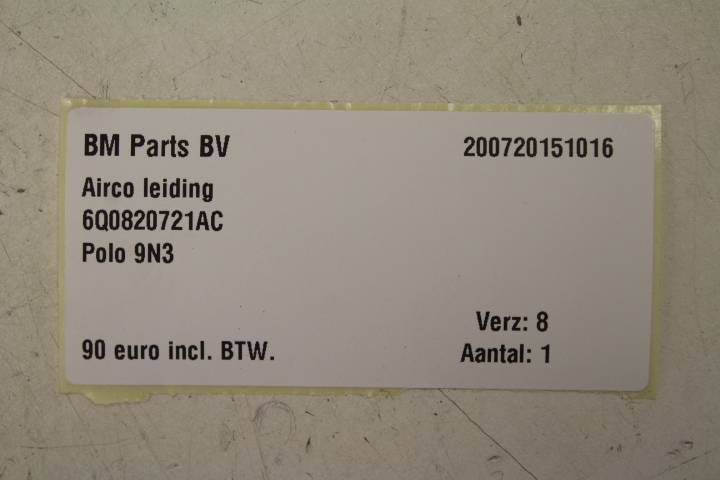 BM Parts BV 200720151016
Airco leiding
6Q0820721AC
Polo 9N3
Verz: 8
90 euro incl. BTW. Aantal: 1